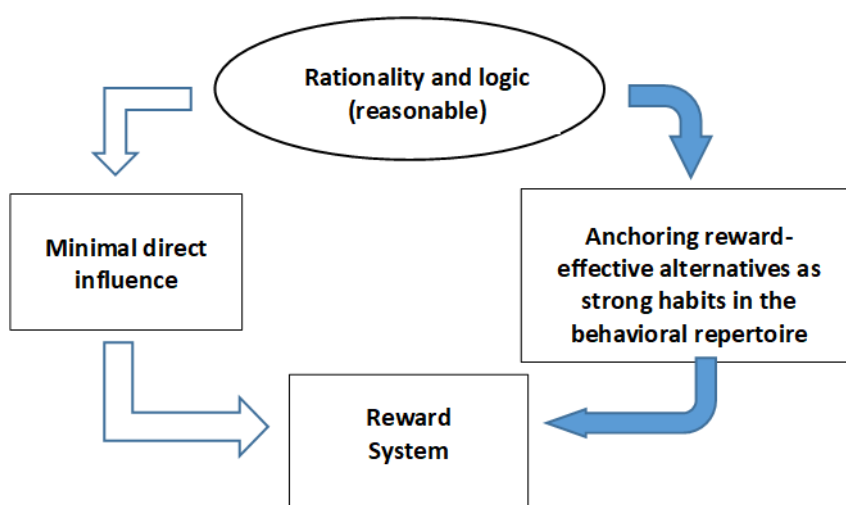 Rationality and logic
(reasonable)
Minimal direct
influence
Anchoring reward-
effective alternatives as
strong habits in the
behavioral repertoire
Reward
System